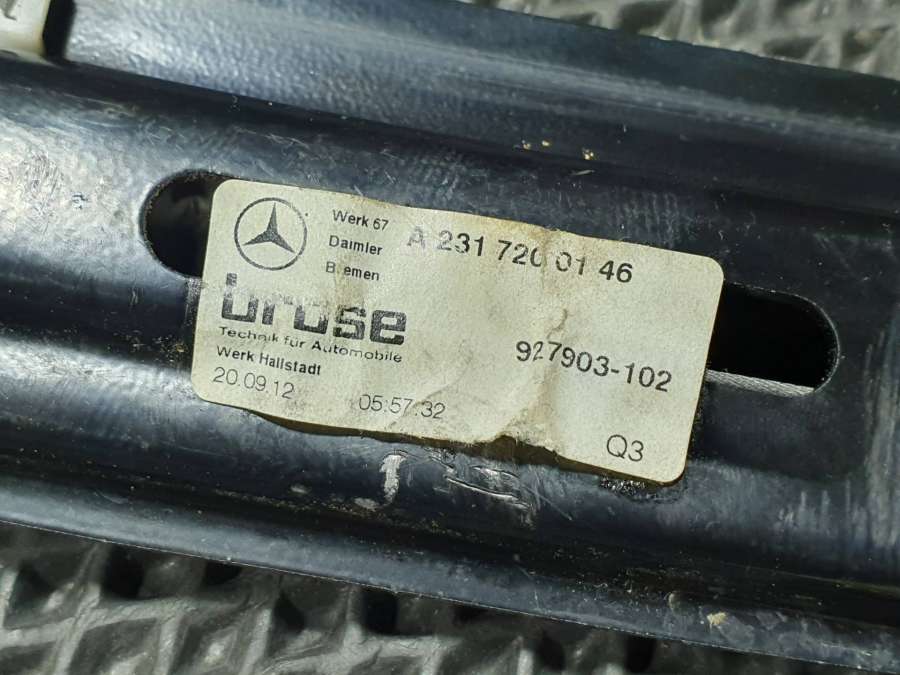 Werk 67
Daimler
Bremen
A 231 720 01 46
brose
Technik für Automobile
Werk Hallstadt
20.09.12 05:57:32
927903-102
Q3